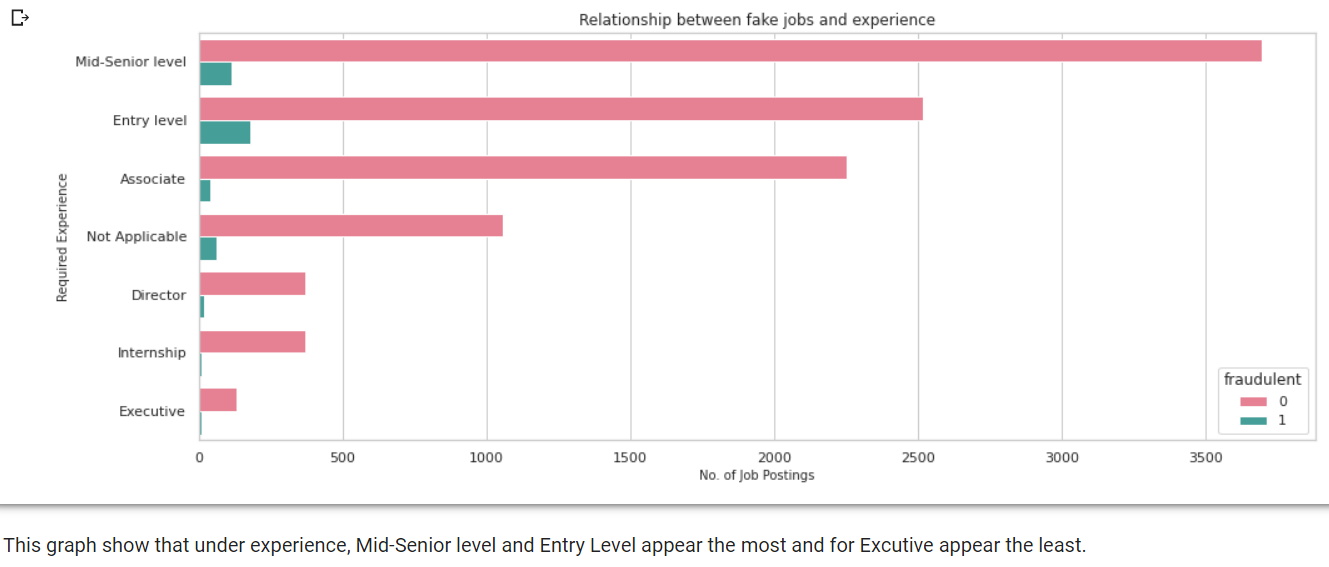 Relationship between fake jobs and experience
Required Experience
Mid-Senior level
Entry level
Associate
Not Applicable
Director
Internship
Executive
fraudulent
0
1
0 500 1000 1500 2000 2500 3000 3500
No. of Job Postings
This graph show that under experience, Mid-Senior level and Entry Level appear the most and for Excutive appear the least.